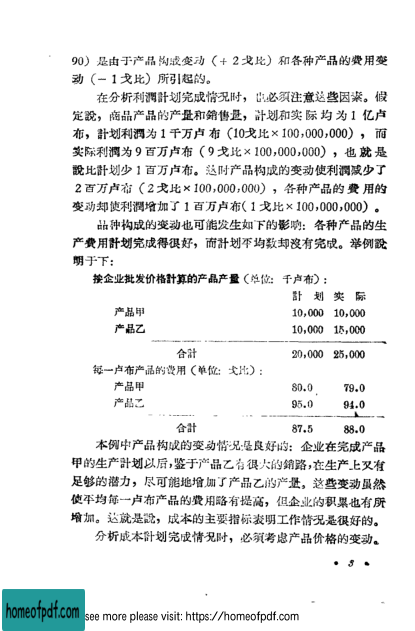 90）是由于产品构成变动（＋2戈比）和各种产品的費用变
动（－1戈比）所引起的。
在分析利潤計划完成情况时，也必須注意这些因素。假
定說，商品产品的产量和銷售量，計划和实际均为1亿卢
布，計划利潤为1千万卢布（10戈比×100,000,000），而
实际利潤为9百万卢布（9戈比×100,000,000），也就是
說比計划少1百万卢布。这时产品构成的变动使利潤减少了
2百万卢布（2戈比×100,000,000），各种产品的費用的
变动却使利潤增加了1百万卢布（1戈比×100,000,000）。
品种构成的变动也可能发生如下的影响：各种产品的生
产費用計划完成得很好，而計划平均数却沒有完成。举例說
明于下：
按企业批发价格計算的产品产量（单位：千卢布）：
計划 实际
产品甲 10,000 10,000
产品乙 10,000 15,000
合計 20,000 25,000
每一卢布产品的費用（单位：戈比）：
产品甲 80.0 79.0
产品乙 95.0 94.0
合計 87.5 88.0
本例中产品构成的变动情况是良好的：企业在完成产品
甲的生产計划以后，鉴于产品乙有很大的銷路，在生产上又有
足够的潜力，尽可能地增加了产品乙的产量。这些变动虽然
使平均每一卢布产品的費用略有提高，但企业的积累也有所
增加。这就是說，成本的主要指标表明工作情况是很好的。
分析成本計划完成情况时，必須考虑产品价格的变动。
homeofpdf.com
see more please visit: https://homeofpdf.com